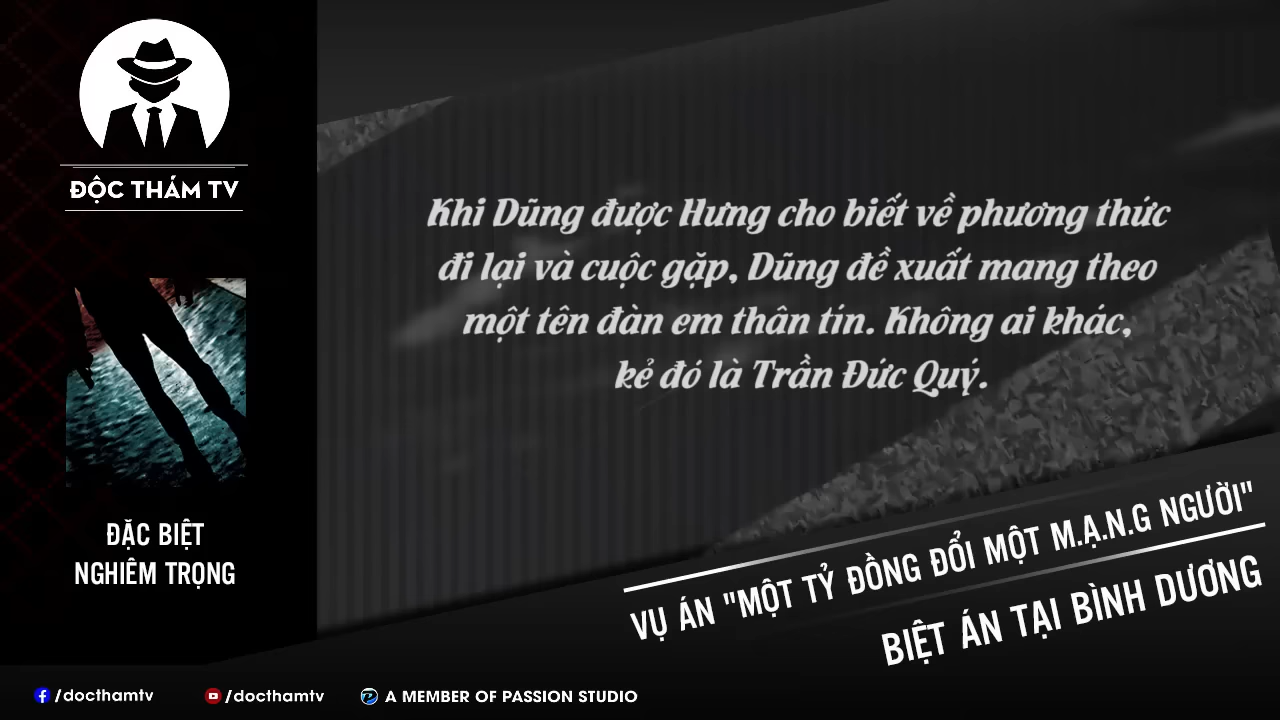 ĐỘC THÁM TV
ĐẶC BIỆT
NGHIÊM TRỌNG
Khi Dũng được Hưng cho biết về phương thức
đi lại và cuộc gặp, Dũng đề xuất mang theo
một tên đàn em thân tín. Không ai khác,
kẻ đó là Trần Đức Quý.
VỤ ÁN "MỘT TỶ ĐỒNG ĐỔI MỘT M.Ạ.N.G NGƯỜI"
BIỆT ÁN TẠI BÌNH DƯƠNG
/docthamtv
/docthamtv
A MEMBER OF PASSION STUDIO